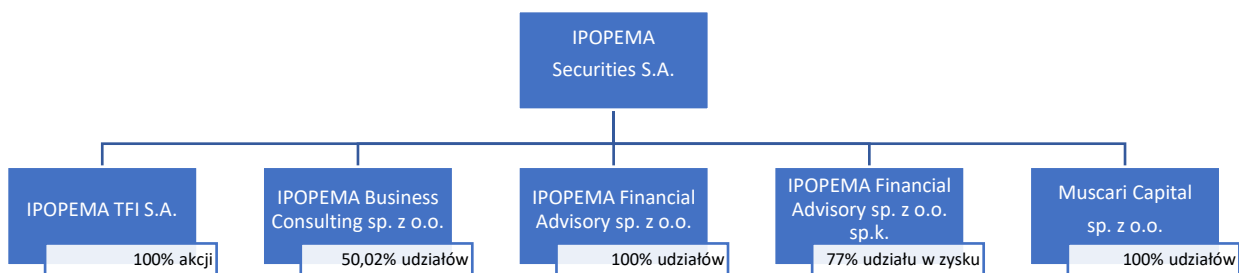 IPOPEMA
Securities S.A.
IPOPEMA TFI S.A.
100% akcji
IPOPEMA Business
Consulting sp. z o.o.
50,02% udziałów
IPOPEMA Financial
Advisory sp. z o.o.
100% udziałów
IPOPEMA Financial
Advisory sp. z o.o.
sp.k.
77% udziału w zysku
Muscari Capital
sp. z o.o.
100% udziałów